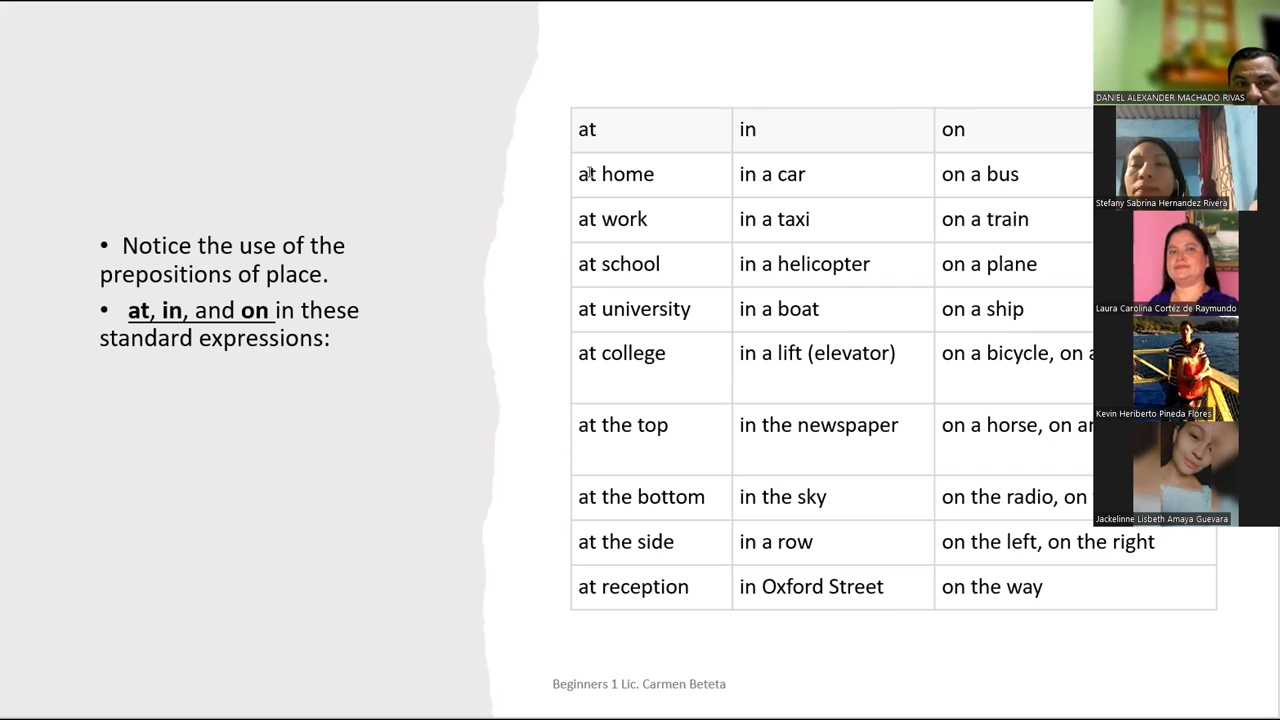 • Notice the use of the
prepositions of place.
• at, in, and on in these
standard expressions:
at in on
at home in a car on a bus
at work in a taxi on a train
at school in a helicopter on a plane
at university in a boat on a ship
at college in a lift (elevator) on a bicycle, on
at the top in the newspaper on a horse, on
at the bottom in the sky on the radio, on
at the side in a row on the left, on the right
at reception in Oxford Street on the way
Beginners 1 Lic. Carmen Beteta
DANIEL ALEXANDER MACHADO RIVAS
Stefany Sabrina Hernandez Rivera
Laura Carolina Cortéz de Raymundo
Kevin Heriberto Pineda Flores
Jackelinne Lisbeth Amaya Guevara